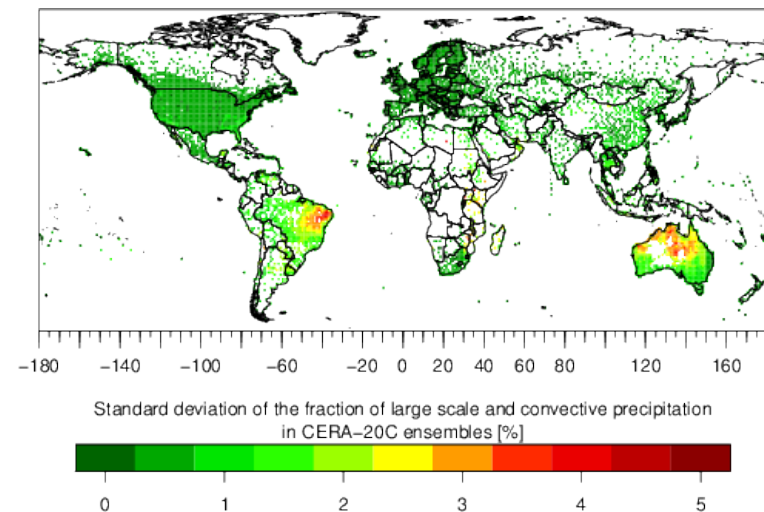 −180 −140 −100 −60 −20 0 20 40 60 80 120 160
Standard deviation of the fraction of large scale and convective precipitation
in CERA−20C ensembles [%]
0 1 2 3 4 5